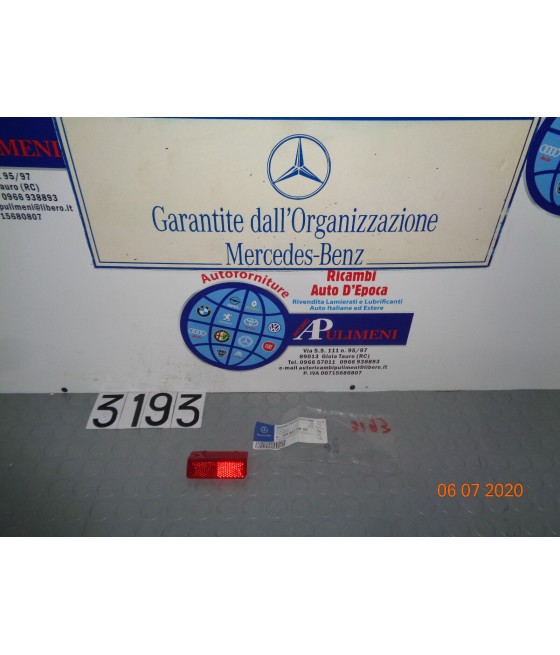 Garantite dall'Organizzazione
Mercedes-Benz
PULIMENI
. 95/97
Tauro (RC)
0966 938893
pulimeni@libero.it
15680807
Autoforniture
Ricambi
Auto D'Epoca
Rivendita Lamierati e Lubrificanti
Auto Italiane ed Estere
APULIMENI
Via S.S. 111 n. 95/97
89013 Gioia Tauro (RC)
Tel. 0966 57011 0966 938893
e-mail autoricambipulimeni@libero.it
P. IVA 00715680807
3193
3193
06 07 2020